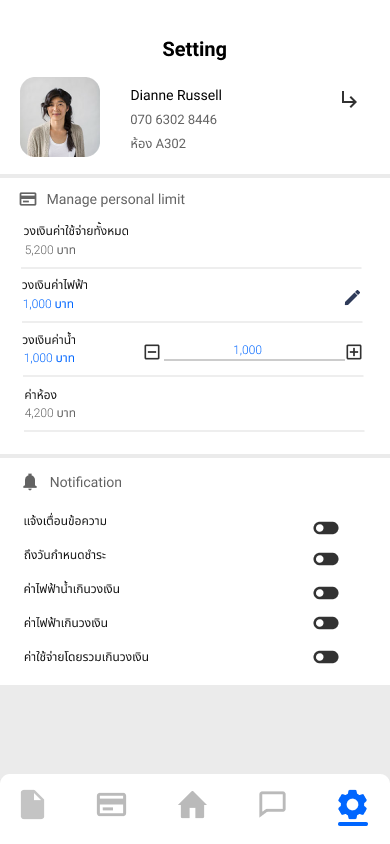 Setting
Dianne Russell
070 6302 8446
ห้อง A302
Manage personal limit
วงเงินค่าใช้จ่ายทั้งหมด
5,200 บาท
วงเงินค่าไฟฟ้า
1,000 บาท
วงเงินค่าน้ำ
1,000 บาท
1,000
ค่าห้อง
4,200 บาท
Notification
แจ้งเตื่อนข้อความ
ถึงวันกำหนดชำระ
ค่าไฟฟ้าน้ำเกินวงเงิน
ค่าไฟฟ้าเกินวงเงิน
ค่าใช้จ่ายโดยรวมเกินวงเงิน